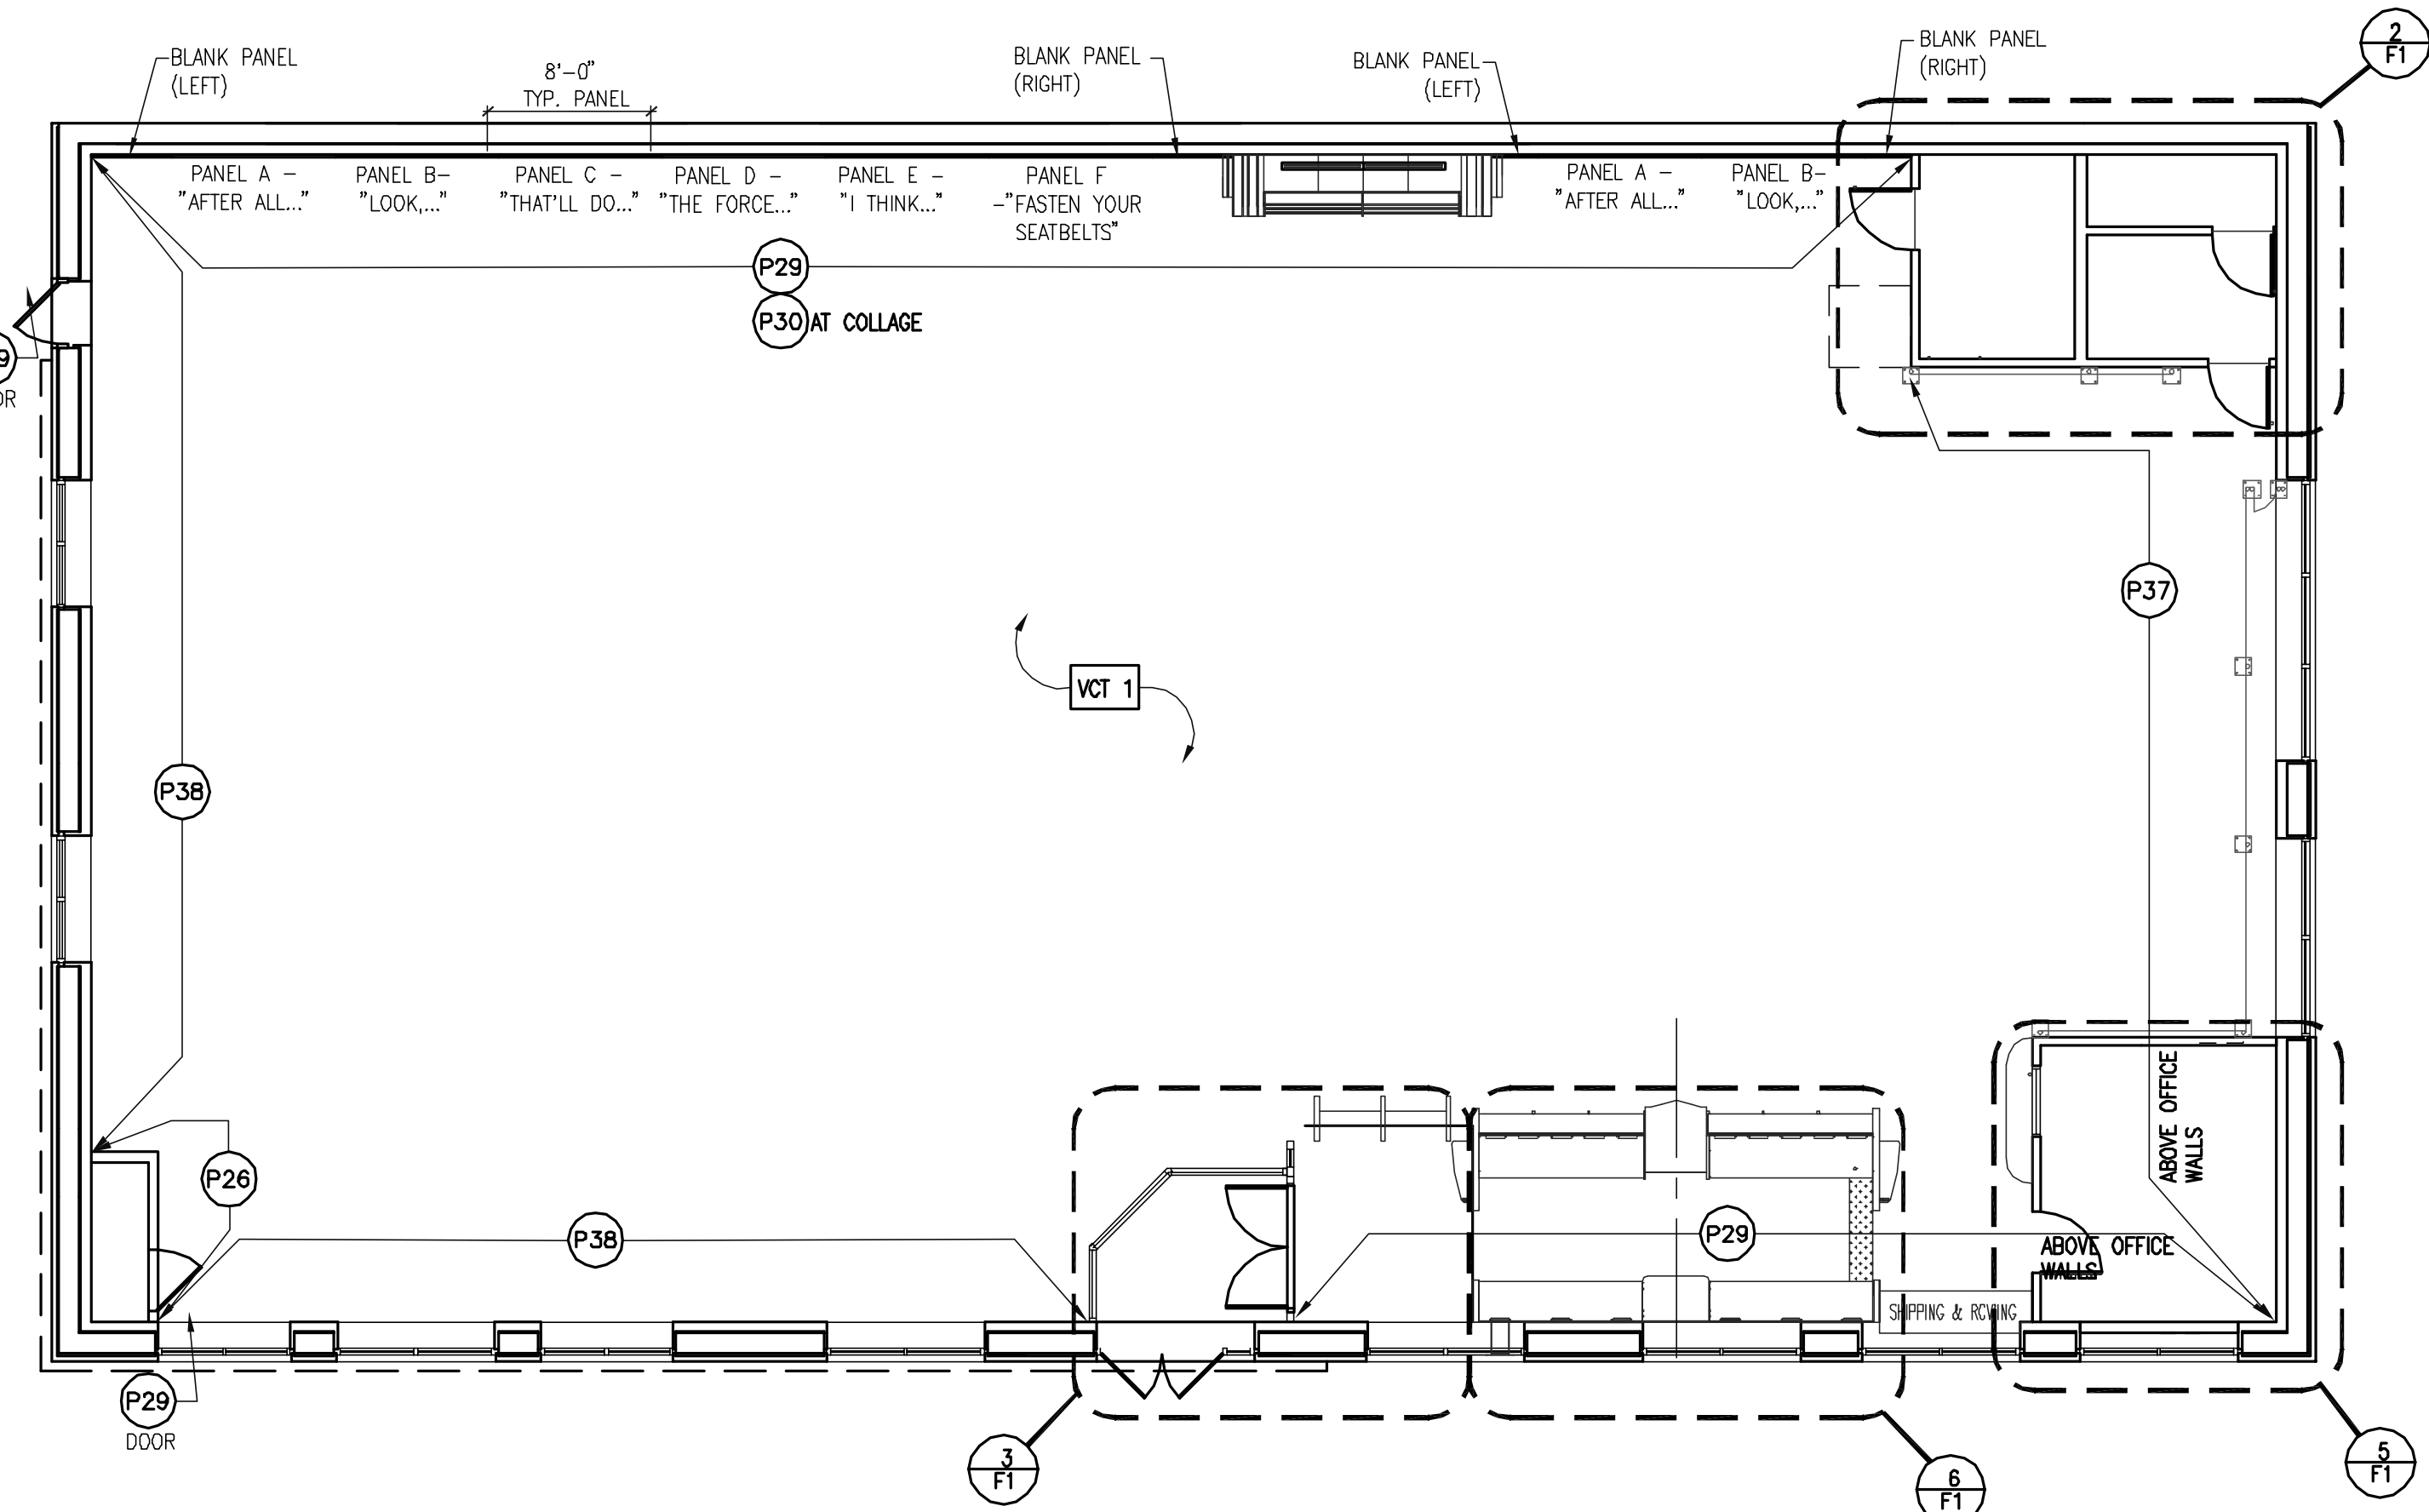 BLANK PANEL
(LEFT)
8'-0"
TYP. PANEL
BLANK PANEL
(RIGHT)
BLANK PANEL
(LEFT)
BLANK PANEL
(RIGHT)
2
F1
PANEL A -
"AFTER ALL..."
PANEL B-
"LOOK,..."
PANEL C -
"THAT'LL DO..."
PANEL D -
"THE FORCE..."
PANEL E -
"I THINK..."
PANEL F
-"FASTEN YOUR
SEATBELTS"
PANEL A -
"AFTER ALL..."
PANEL B-
"LOOK,..."
P29
P30 AT COLLAGE
9
OR
P37
VCT 1
P38
P26
P38
P29
ABOVE OFFICE
WALLS
ABOVE OFFICE
WALLS
SHIPPING & RCVING
P29
DOOR
3
F1
6
F1
5
F1